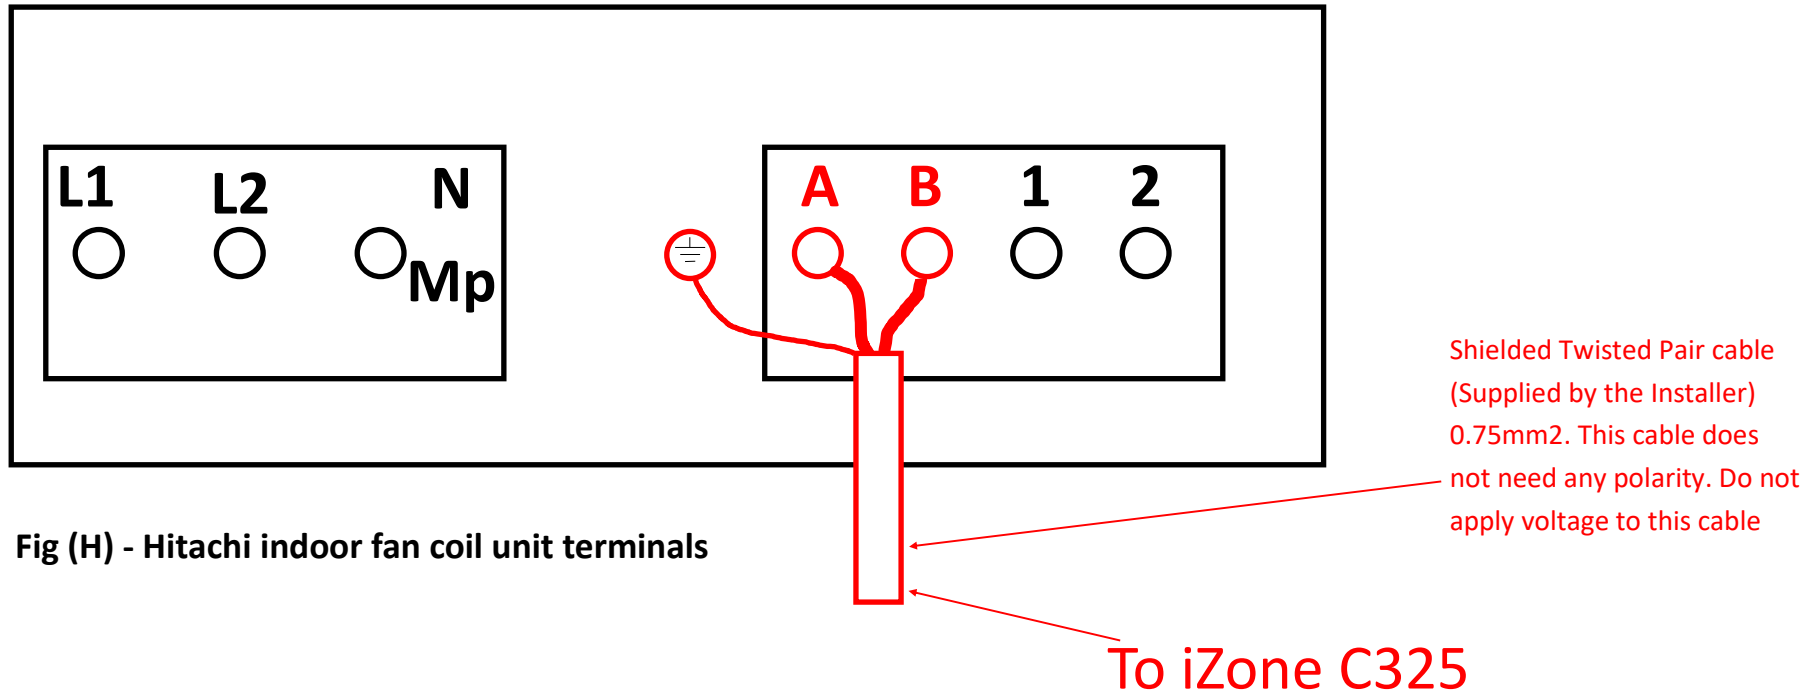 L1 L2 N
Mp
A B 1 2
Shielded Twisted Pair cable
(Supplied by the Installer)
0.75mm2. This cable does
not need any polarity. Do not
apply voltage to this cable
Fig (H) - Hitachi indoor fan coil unit terminals
To iZone C325